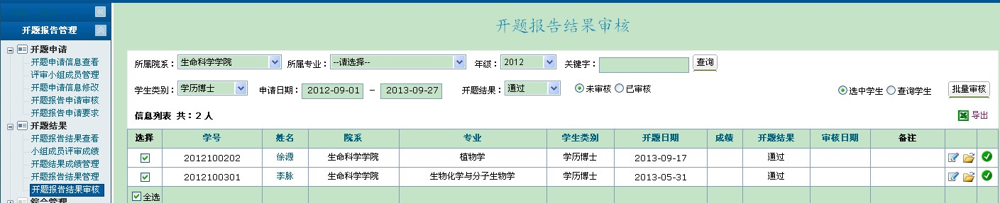 开题报告管理
开题申请
开题申请信息查看
评审小组成员管理
开题申请信息修改
开题报告申请审核
开题报告申请要求
开题结果
开题报告结果查看
小组成员评审成绩
开题结果成绩管理
开题报告结果管理
开题报告结果审核
综合管理
开题报告结果审核
所属院系： 生命科学学院 所属专业： --请选择-- 年级： 2012 关键字： 查询
学生类别： 学历博士 申请日期： 2012-09-01 - 2013-09-27 开题结果： 通过 未审核 已审核 选中学生 查询学生 批量审核
信息列表 共：2 人 导出
选择 学号 姓名 院系 专业 学生类别 开题日期 成绩 开题结果 审核日期 备注
2012100202 徐源 生命科学学院 植物学 学历博士 2013-09-17 通过
2012100301 李脉 生命科学学院 生物化学与分子生物学 学历博士 2013-05-31 通过
全选